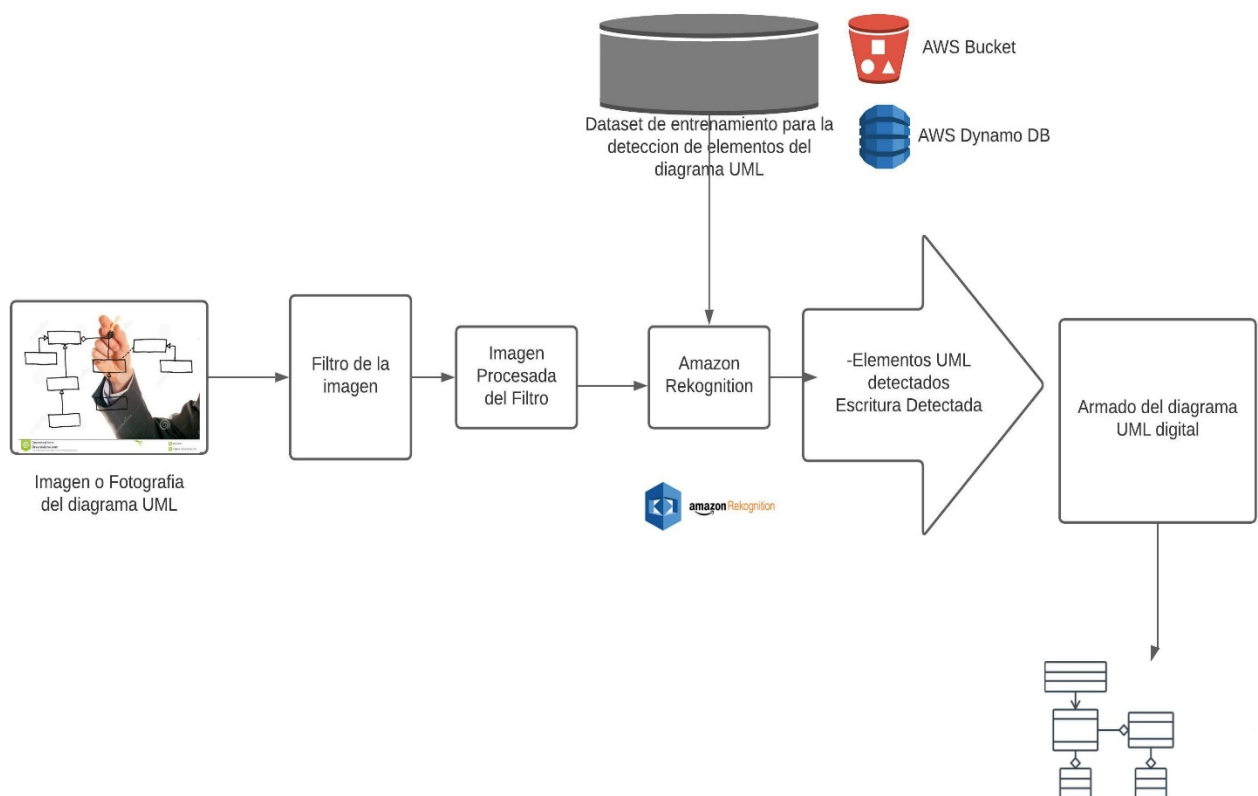 AWS Bucket
AWS Dynamo DB
Dataset de entrenamiento para la
deteccion de elementos del
diagrama UML
Imagen o Fotografia
del diagrama UML
Filtro de la
imagen
Imagen
Procesada
del Filtro
Amazon
Rekognition
amazon Rekognition
-Elementos UML
detectados
Escritura Detectada
Armado del diagrama
UML digital